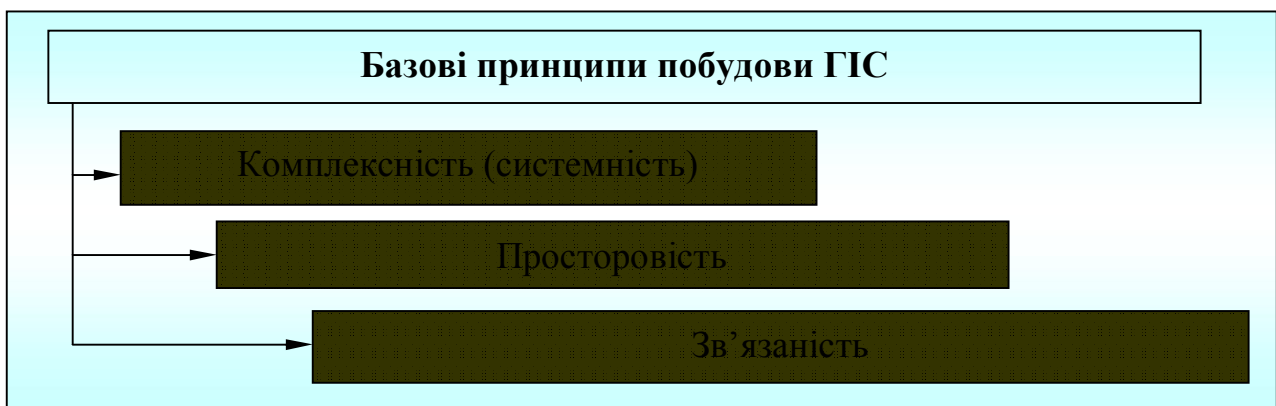 Базові принципи побудови ГІС
Комплексність (системність)
Просторовість
Зв’язаність